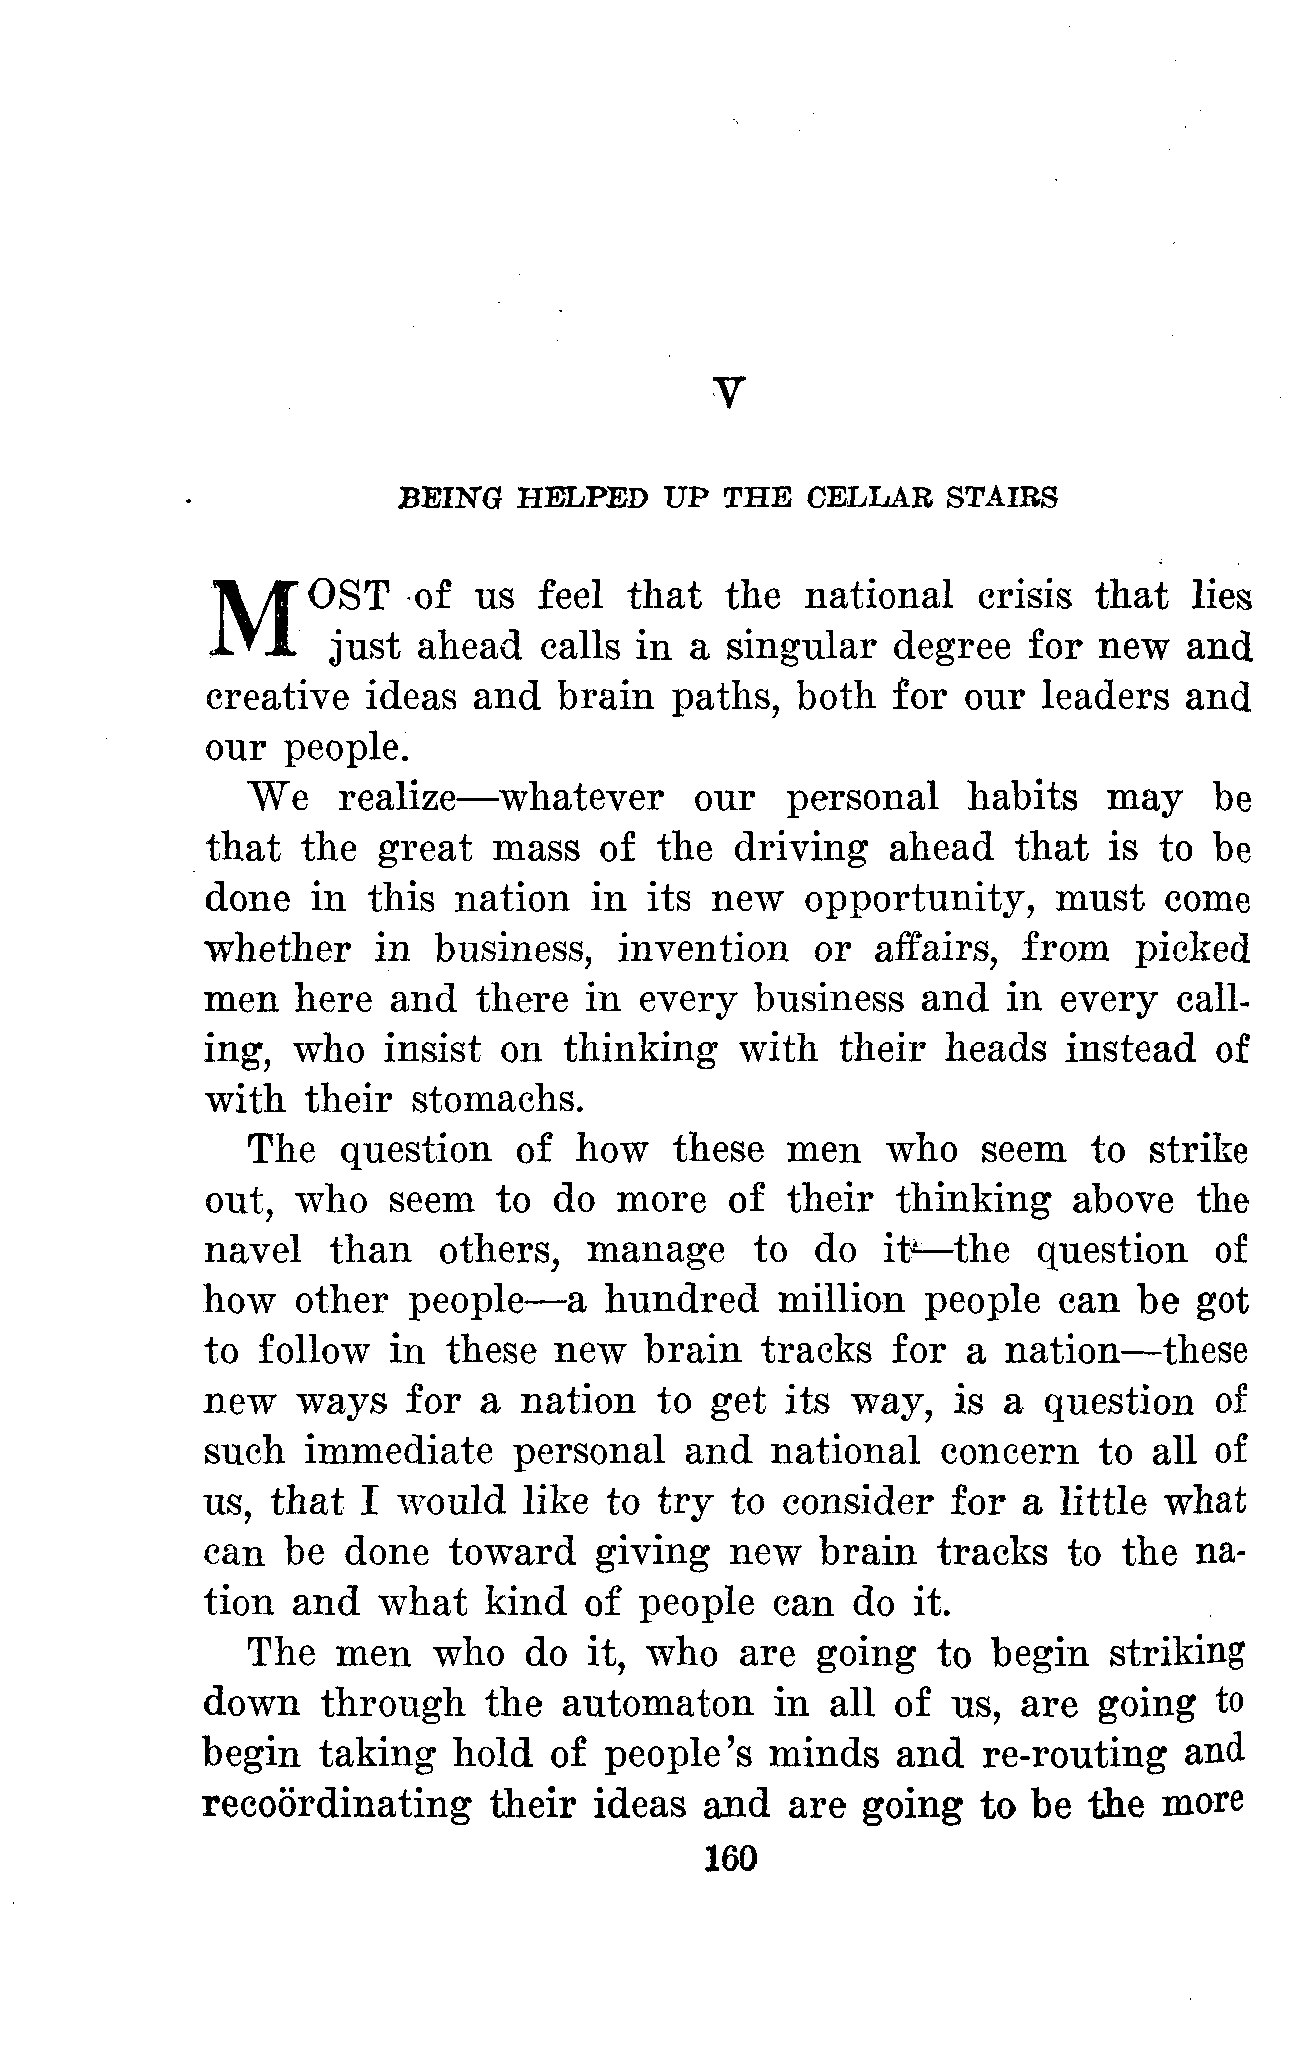 V
BEING HELPED UP THE CELLAR STAIRS
MOST of us feel that the national crisis that lies
just ahead calls in a singular degree for new and
creative ideas and brain paths, both for our leaders and
our people.
We realize—whatever our personal habits may be
that the great mass of the driving ahead that is to be
done in this nation in its new opportunity, must come
whether in business, invention or affairs, from picked
men here and there in every business and in every call-
ing, who insist on thinking with their heads instead of
with their stomachs.
The question of how these men who seem to strike
out, who seem to do more of their thinking above the
navel than others, manage to do it—the question of
how other people—a hundred million people can be got
to follow in these new brain tracks for a nation—these
new ways for a nation to get its way, is a question of
such immediate personal and national concern to all of
us, that I would like to try to consider for a little what
can be done toward giving new brain tracks to the na-
tion and what kind of people can do it.
The men who do it, who are going to begin striking
down through the automaton in all of us, are going to
begin taking hold of people's minds and re-routing and
recoördinating their ideas and are going to be the more
160